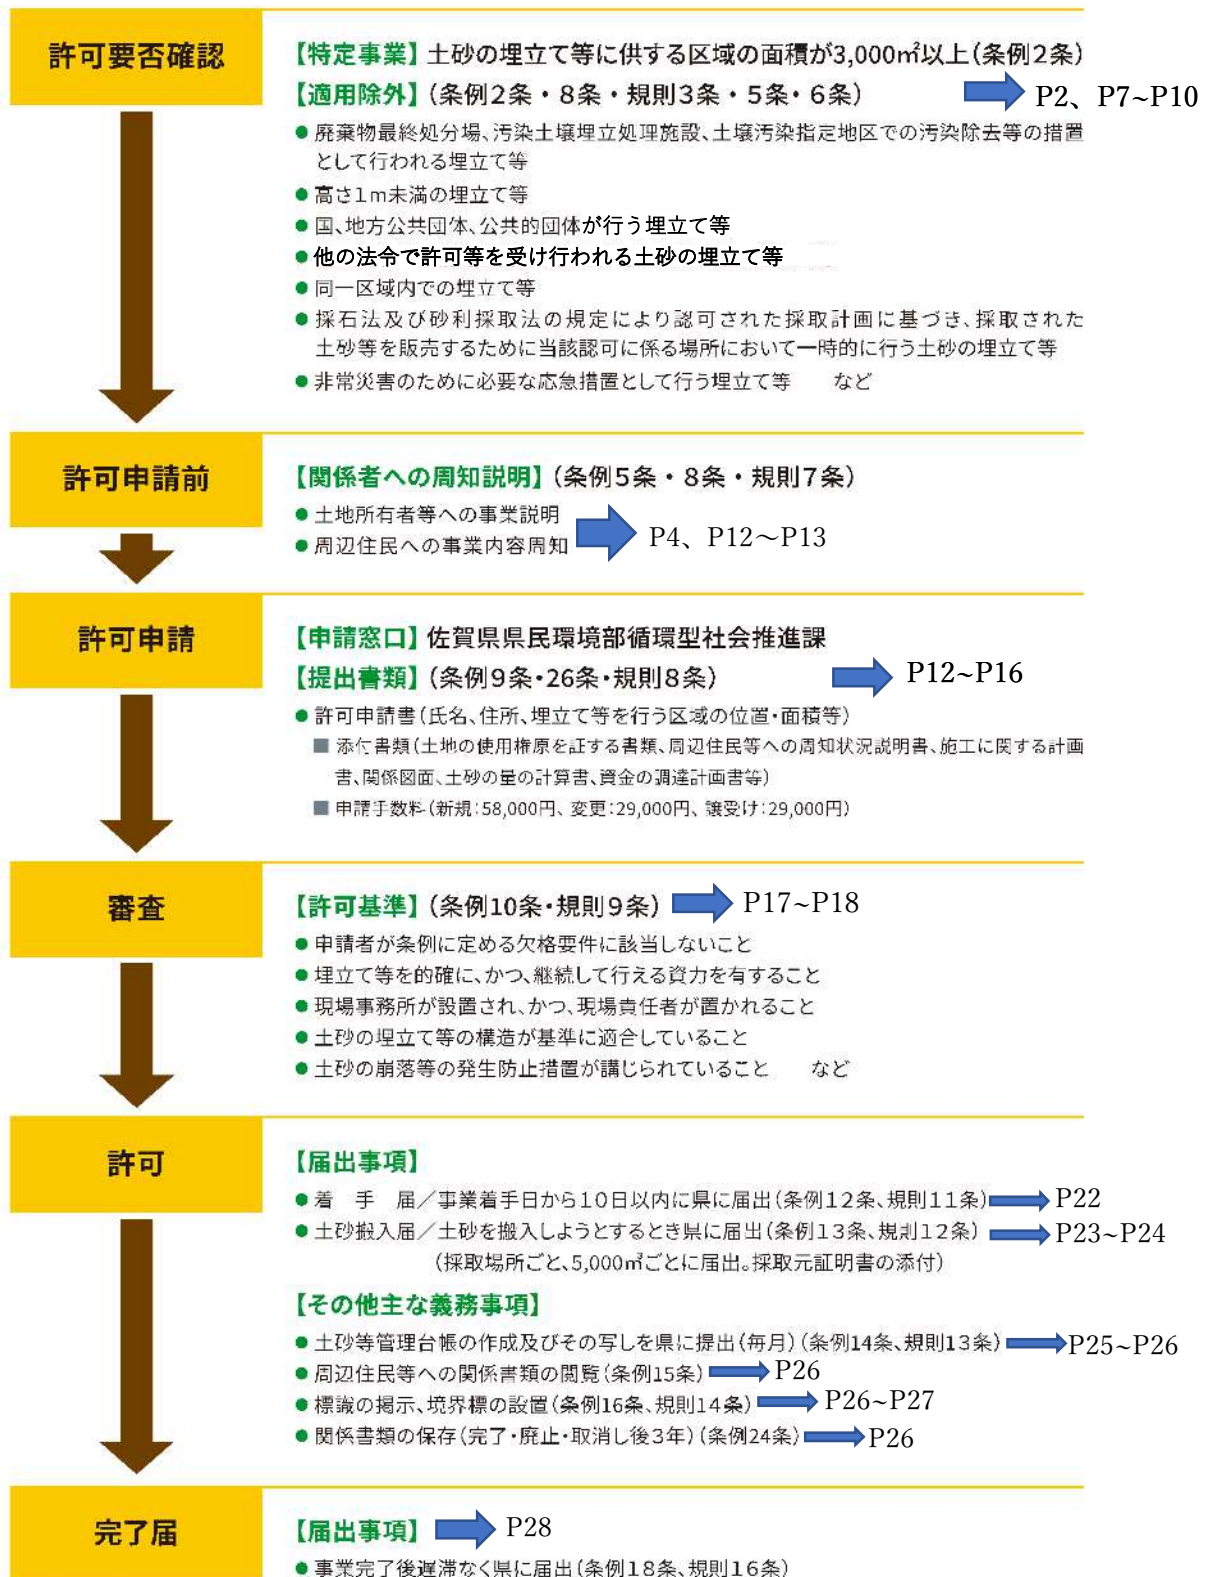 許可要否確認
【特定事業】土砂の埋立て等に供する区域の面積が3,000㎡以上(条例2条)
【適用除外】(条例2条・8条・規則3条・5条・6条)
P2、P7~P10
●廃棄物最終処分場、汚染土壌埋立処理施設、土壌汚染指定地区での汚染除去等の措置
として行われる埋立て等
●高さ1m未満の埋立て等
●国、地方公共団体、公共的団体が行う埋立て等
●他の法令で許可等を受け行われる土砂の埋立て等
●同一区域内での埋立て等
●採石法及び砂利採取法の規定により認可された採取計画に基づき、採取された
土砂等を販売するために当該認可に係る場所において一時的に行う土砂の埋立て等
●非常災害のために必要な応急措置として行う埋立て等　など
許可申請前
【関係者への周知説明】(条例5条・8条・規則7条)
●土地所有者等への事業説明
●周辺住民への事業内容周知
P4、P12～P13
許可申請
【申請窓口】佐賀県県民環境部循環型社会推進課
【提出書類】(条例9条・26条・規則8条)
P12~P16
●許可申請書(氏名、住所、埋立て等を行う区域の位置・面積等)
■添付書類(土地の使用権原を証する書類、周辺住民等への周知状況説明書、施工に関する計画
書、関係図面、土砂の量の計算書、資金の調達計画書等)
■申請手数料(新規:58,000円、変更:29,000円、譲受け:29,000円)
審査
【許可基準】(条例10条・規則9条)
P17~P18
●申請者が条例に定める欠格要件に該当しないこと
●埋立て等を的確に、かつ、継続して行える資力を有すること
●現場事務所が設置され、かつ、現場責任者が置かれること
●土砂の埋立て等の構造が基準に適合していること
●土砂の崩落等の発生防止措置が講じられていること　など
許可
【届出事項】
●着　手　届／事業着手日から10日以内に県に届出(条例12条、規則11条)
P22
●土砂搬入届／土砂を搬入しようとするとき県に届出(条例13条、規則12条)
P23~P24
(採取場所ごと、5,000㎥ごとに届出。採取元証明書の添付)
【その他主な義務事項】
●土砂等管理台帳の作成及びその写しを県に提出(毎月)(条例14条、規則13条)
P25~P26
●周辺住民等への関係書類の閲覧(条例15条)
P26
●標識の掲示、境界標の設置(条例16条、規則14条)
P26~P27
●関係書類の保存(完了・廃止・取消し後3年)(条例24条)
P26
完了届
【届出事項】
P28
●事業完了後遅滞なく県に届出(条例18条、規則16条)